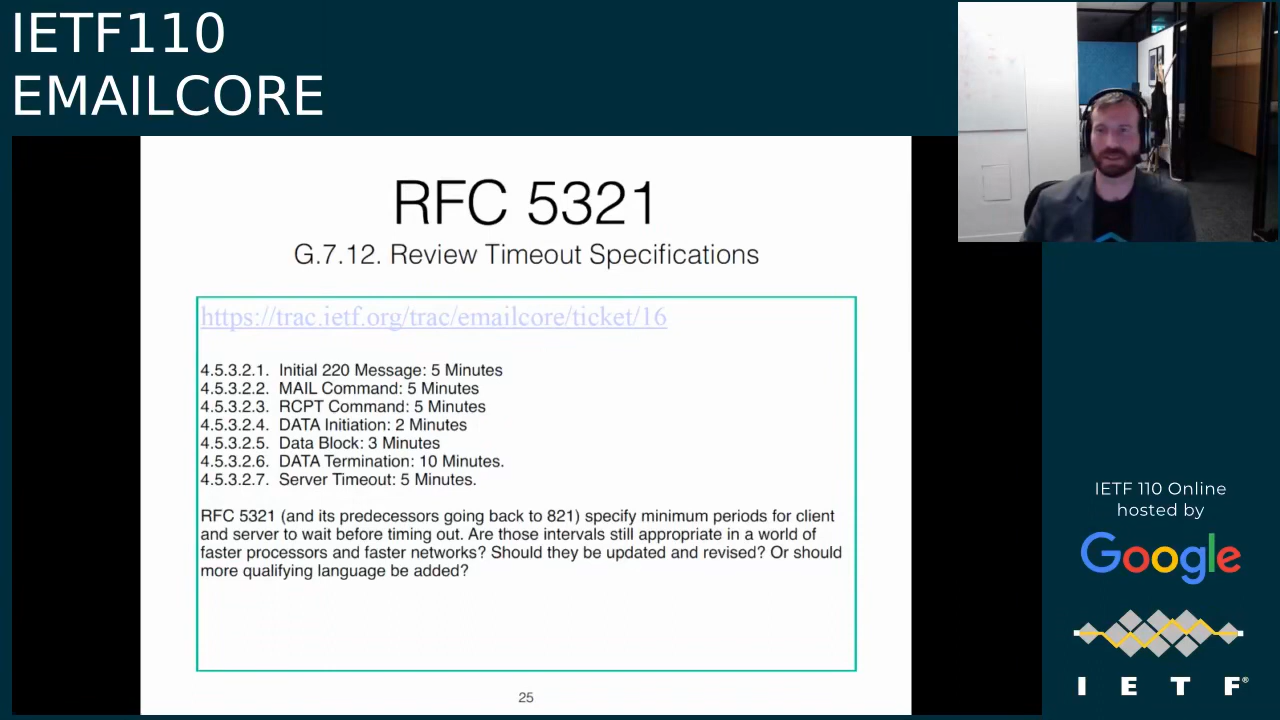 IETF110
EMAILCORE
RFC 5321
G.7.12. Review Timeout Specifications
https://trac.ietf.org/trac/emailcore/ticket/16
4.5.3.2.1. Initial 220 Message: 5 Minutes
4.5.3.2.2. MAIL Command: 5 Minutes
4.5.3.2.3. RCPT Command: 5 Minutes
4.5.3.2.4. DATA Initiation: 2 Minutes
4.5.3.2.5. Data Block: 3 Minutes
4.5.3.2.6. DATA Termination: 10 Minutes.
4.5.3.2.7. Server Timeout: 5 Minutes.
RFC 5321 (and its predecessors going back to 821) specify minimum periods for client
and server to wait before timing out. Are those intervals still appropriate in a world of
faster processors and faster networks? Should they be updated and revised? Or should
more qualifying language be added?
25
IETF 110 Online
hosted by
Google
I E T F®